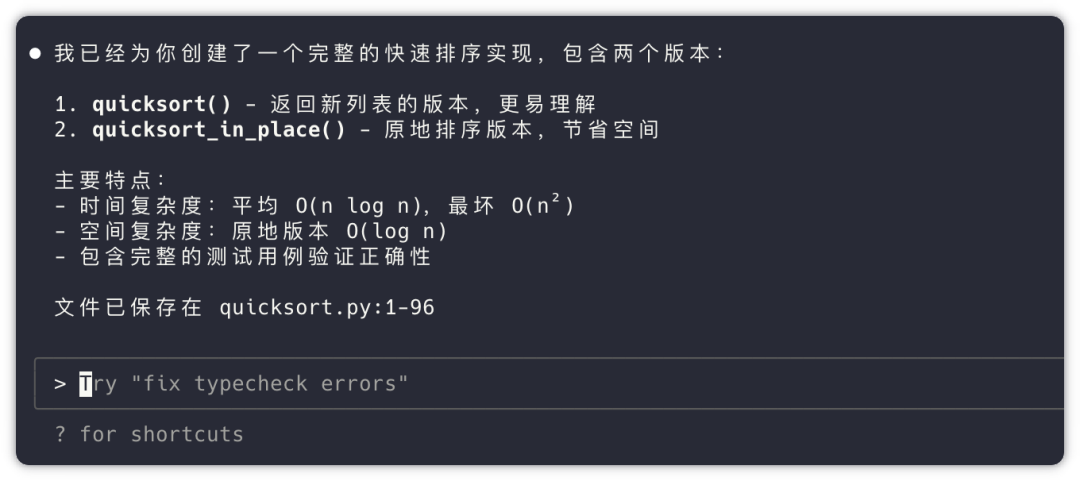 ● 我已经为你创建了一个完整的快速排序实现，包含两个版本：
1. quicksort() - 返回新列表的版本，更易理解
2. quicksort_in_place() - 原地排序版本，节省空间
主要特点：
- 时间复杂度：平均 O(n log n)，最坏 O(n²)
- 空间复杂度：原地版本 O(log n)
- 包含完整的测试用例验证正确性
文件已保存在 quicksort.py:1-96
> Try "fix typecheck errors"
? for shortcuts